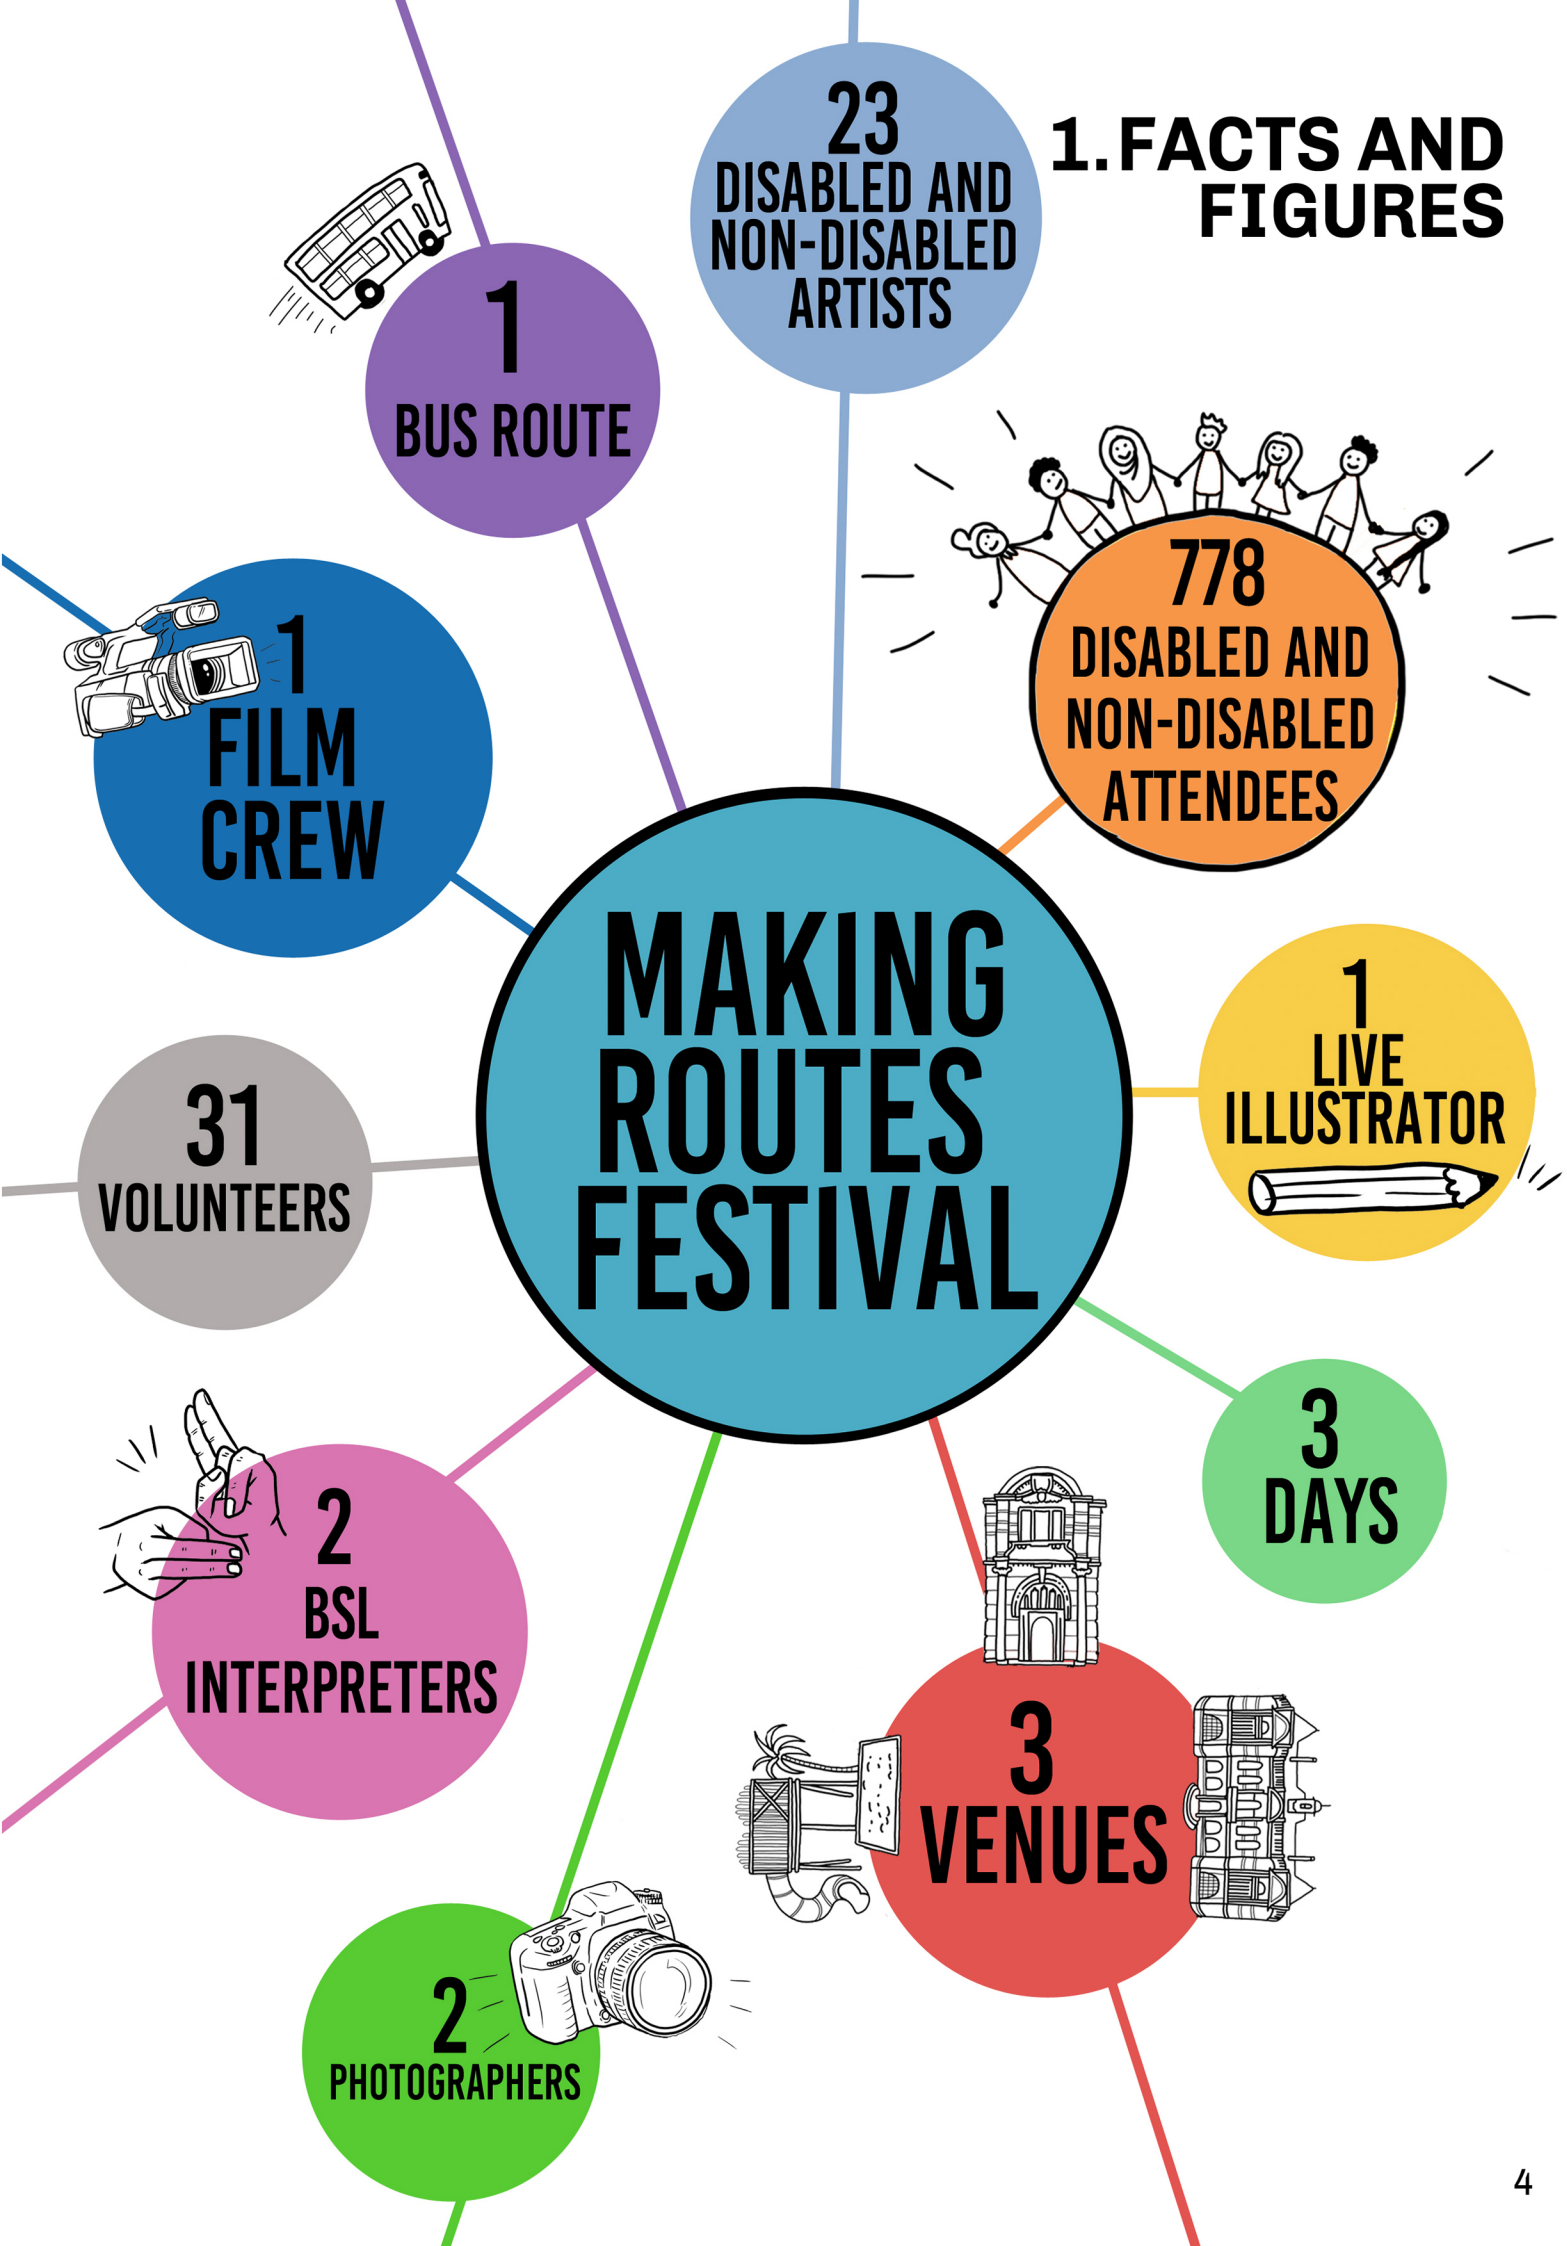 1. FACTS AND
FIGURES
23
DISABLED AND
NON-DISABLED
ARTISTS
1
BUS ROUTE
778
DISABLED AND
NON-DISABLED
ATTENDEES
1
FILM
CREW
MAKING
ROUTES
FESTIVAL
1
LIVE
ILLUSTRATOR
31
VOLUNTEERS
3
DAYS
2
BSL
INTERPRETERS
3
VENUES
2
PHOTOGRAPHERS
4